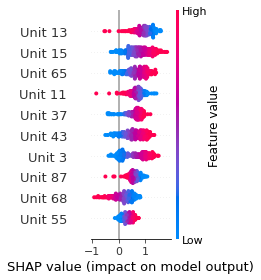 High
Unit 13
Unit 15
Unit 65
Unit 11
Unit 37
Unit 43
Unit 3
Unit 87
Unit 68
Unit 55
Feature value
Low
−1 0 1
SHAP value (impact on model output)